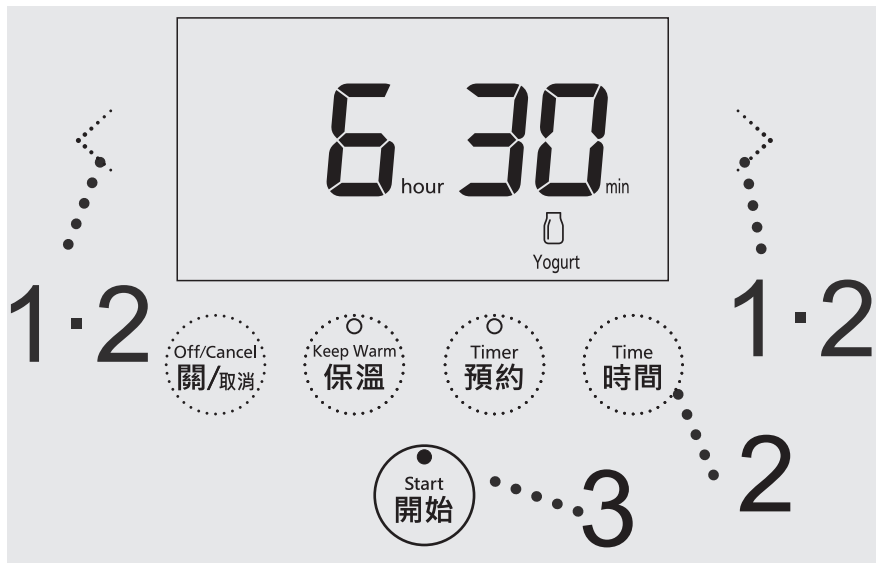 6 hour 30 min
Yogurt
1·2
1·2
Off/Cancel
關/取消
Keep Warm
保溫
Timer
預約
Time
時間
2
Start
開始
3